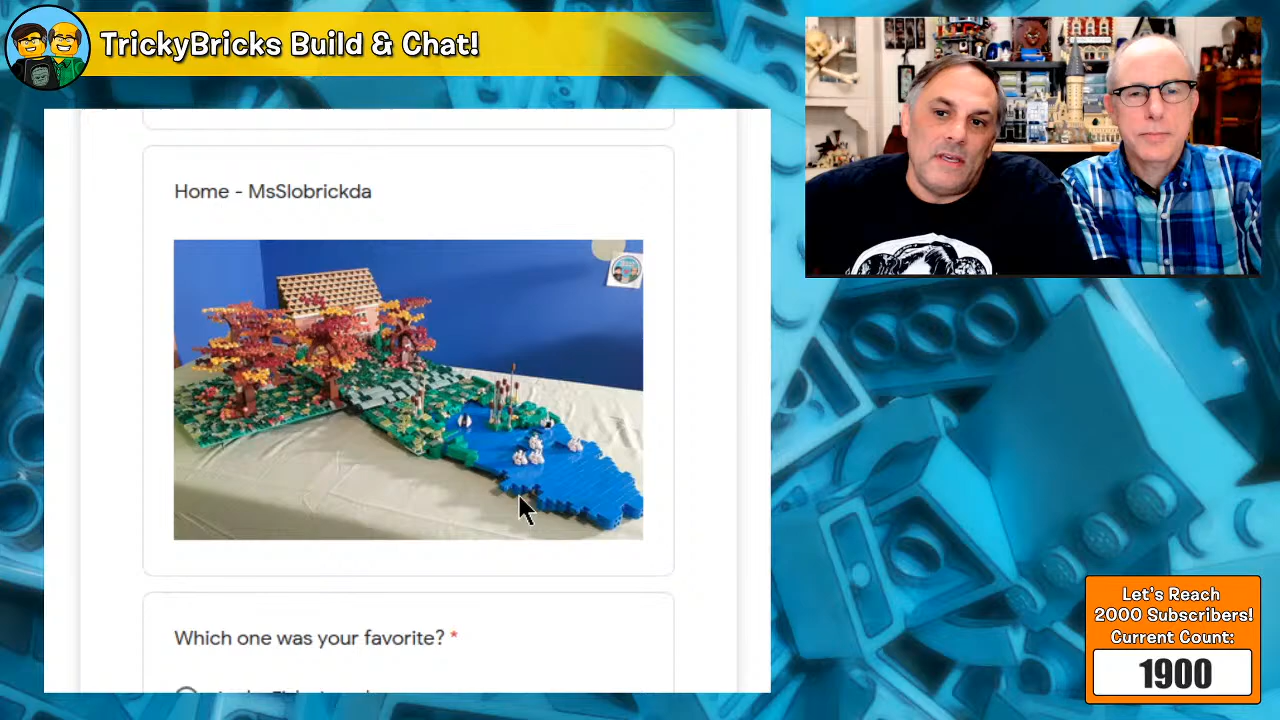 TrickyBricks Build & Chat!
Home - MsSlobrickda
Which one was your favorite? *
Let's Reach
2000 Subscribers!
Current Count:
1900